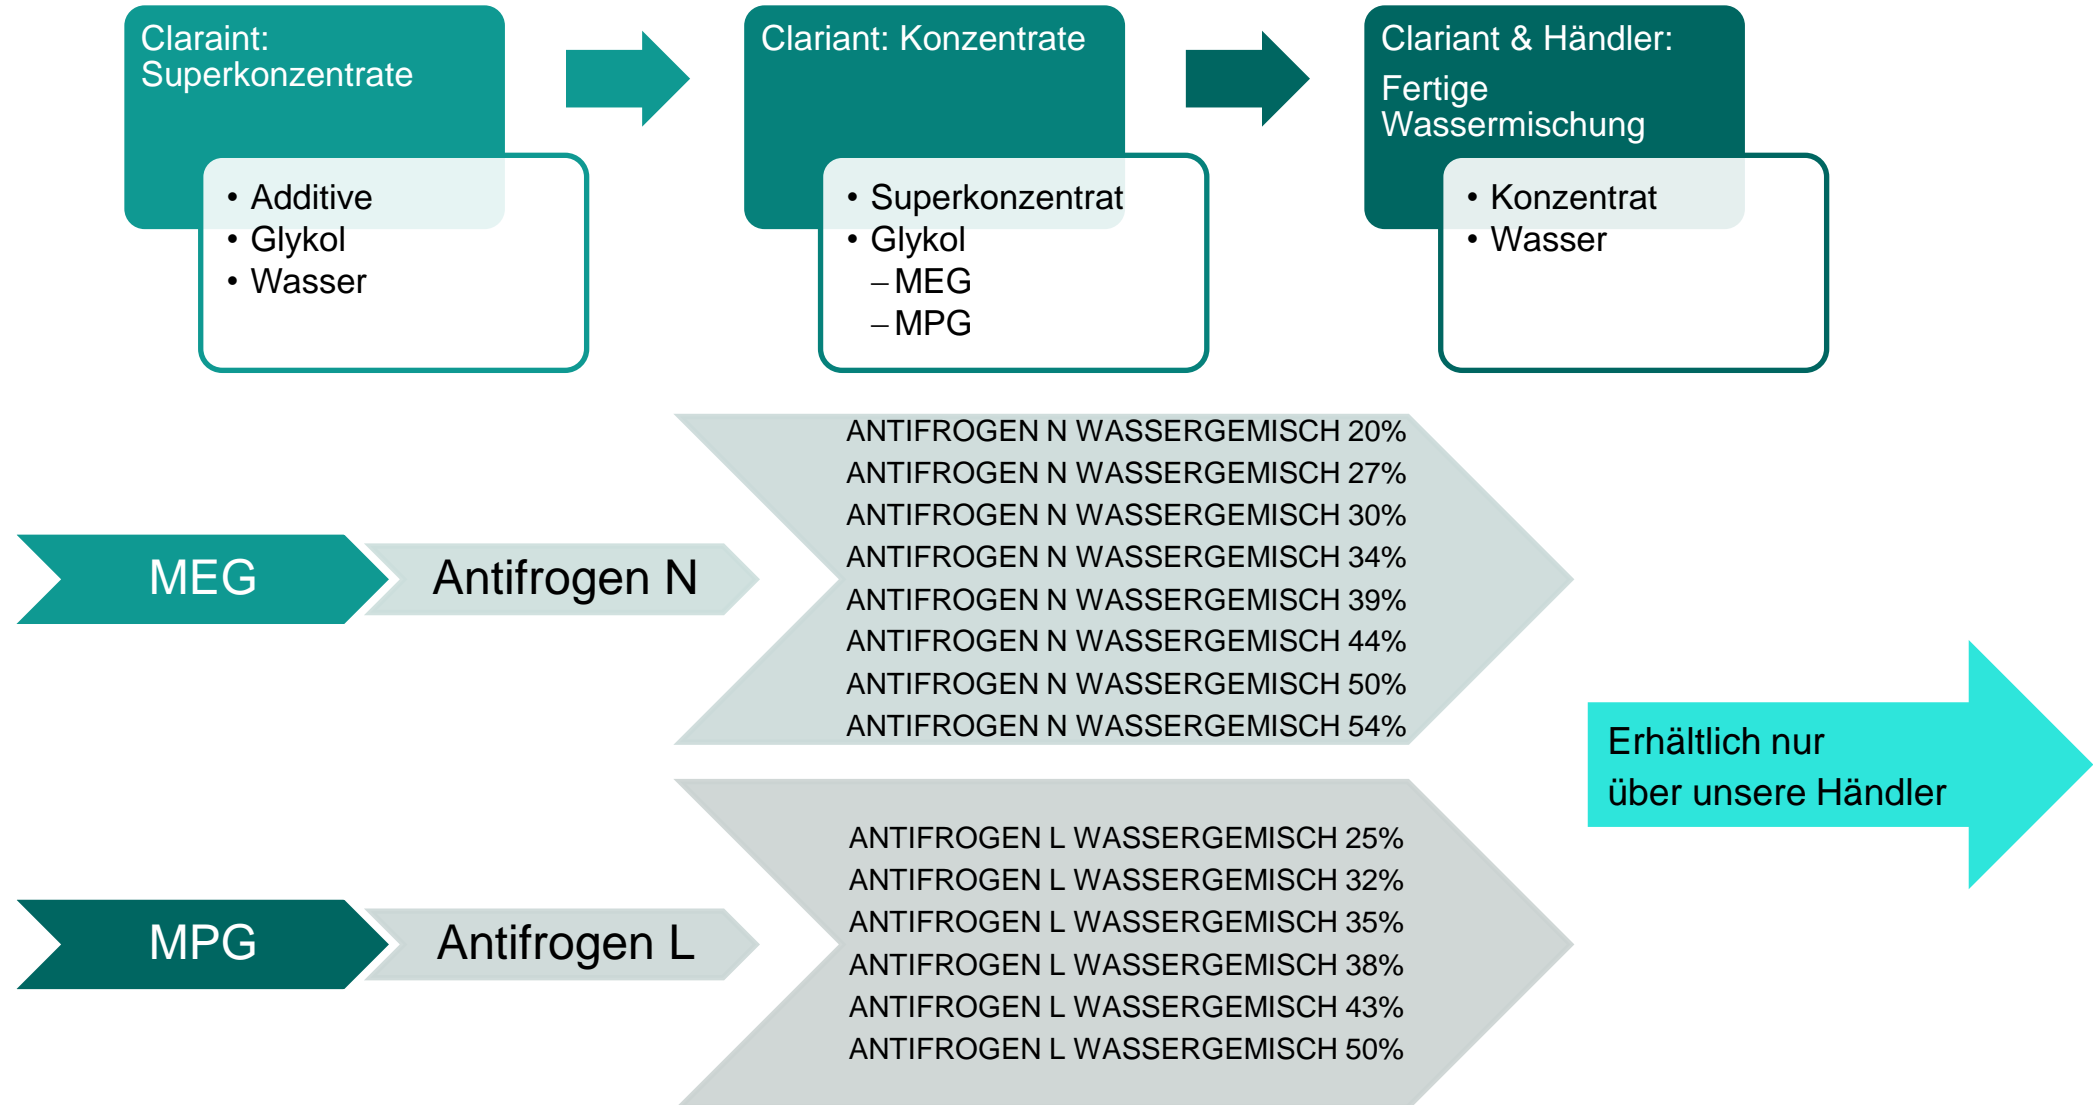 Claraint:
Superkonzentrate
• Additive
• Glykol
• Wasser
Clariant: Konzentrate
• Superkonzentrat
• Glykol
– MEG
– MPG
Clariant & Händler:
Fertige
Wassermischung
• Konzentrat
• Wasser
MEG
Antifrogen N
ANTIFROGEN N WASSERGEMISCH 20%
ANTIFROGEN N WASSERGEMISCH 27%
ANTIFROGEN N WASSERGEMISCH 30%
ANTIFROGEN N WASSERGEMISCH 34%
ANTIFROGEN N WASSERGEMISCH 39%
ANTIFROGEN N WASSERGEMISCH 44%
ANTIFROGEN N WASSERGEMISCH 50%
ANTIFROGEN N WASSERGEMISCH 54%
MPG
Antifrogen L
ANTIFROGEN L WASSERGEMISCH 25%
ANTIFROGEN L WASSERGEMISCH 32%
ANTIFROGEN L WASSERGEMISCH 35%
ANTIFROGEN L WASSERGEMISCH 38%
ANTIFROGEN L WASSERGEMISCH 43%
ANTIFROGEN L WASSERGEMISCH 50%
Erhältlich nur
über unsere Händler